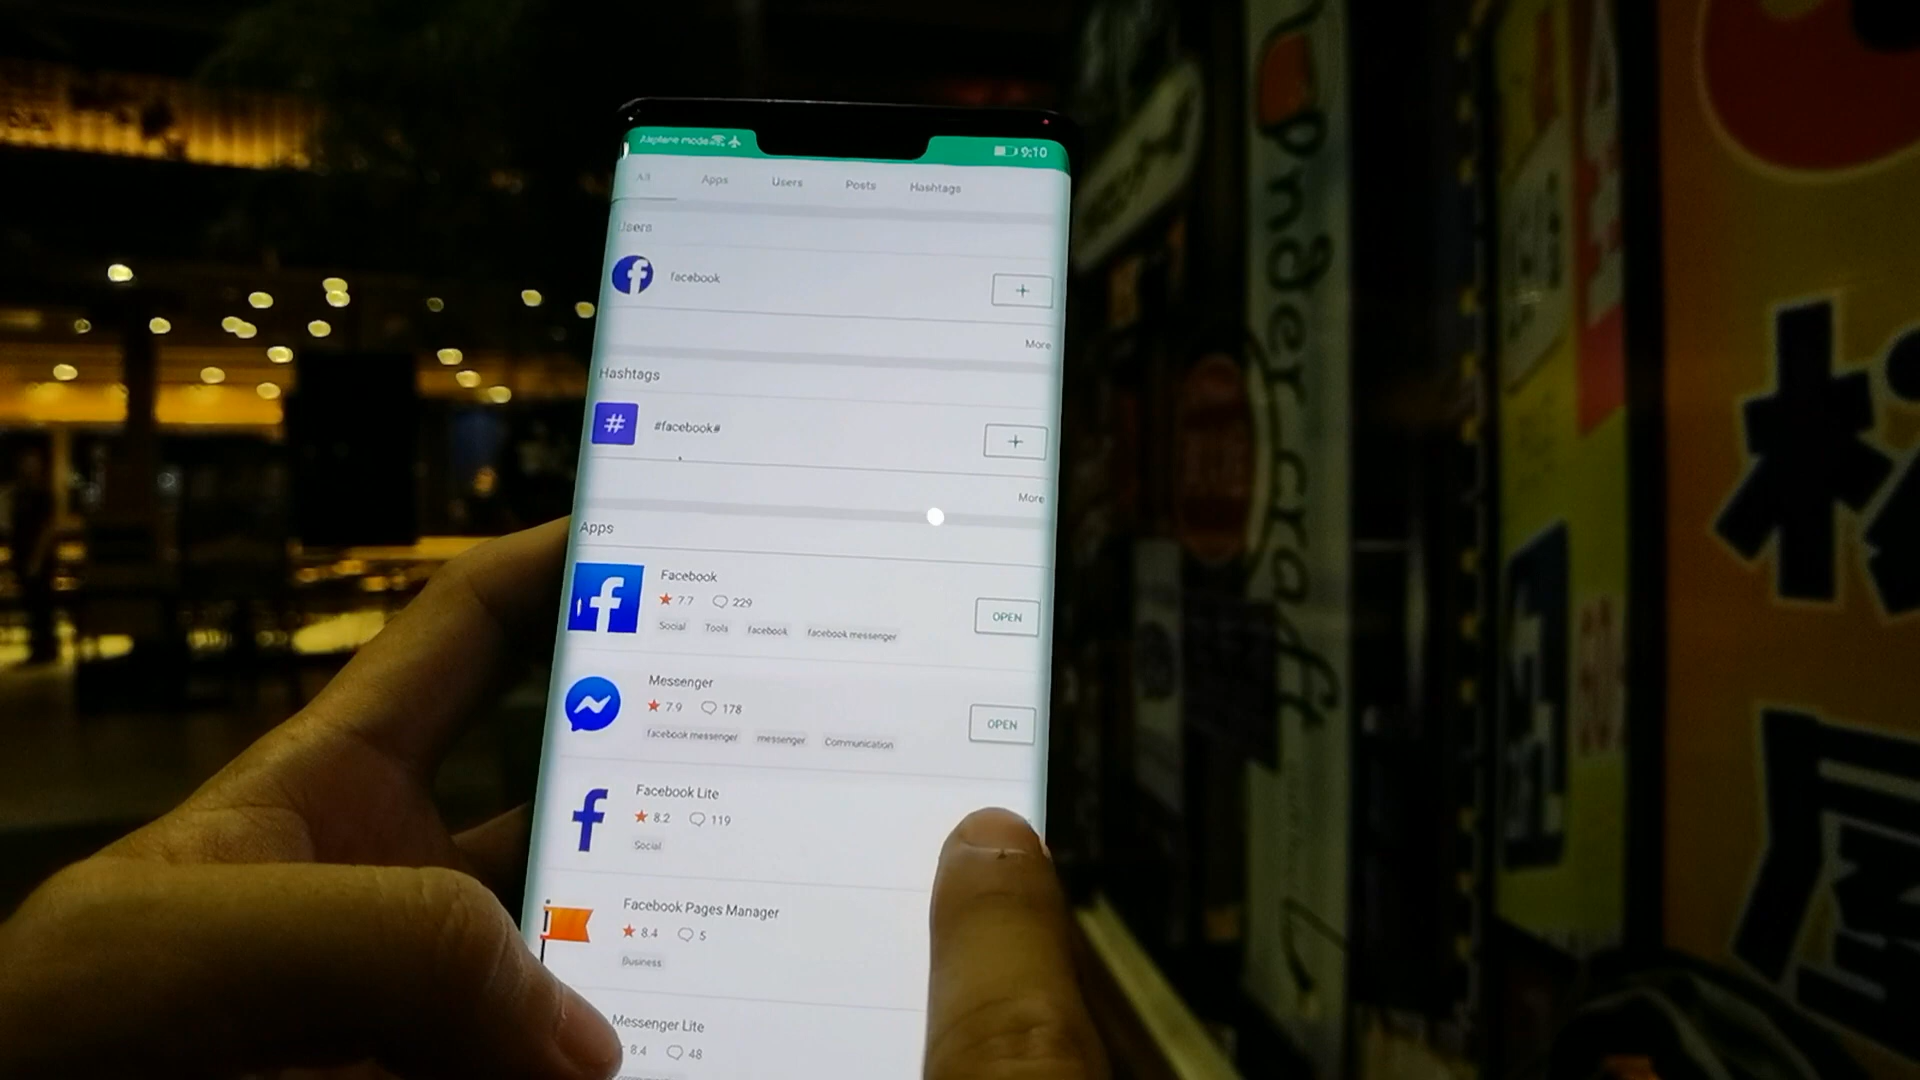 Airplane mode 9:10
All Apps Users Posts Hashtags
Users
facebook
More
Hashtags
# #facebook#
More
Apps
Facebook
7.7 229
Social Tools facebook facebook messenger
OPEN
Messenger
7.9 178
facebook messenger messenger Communication
OPEN
Facebook Lite
8.2 119
Social
Facebook Pages Manager
8.4 5
Business
Messenger Lite
8.4 48